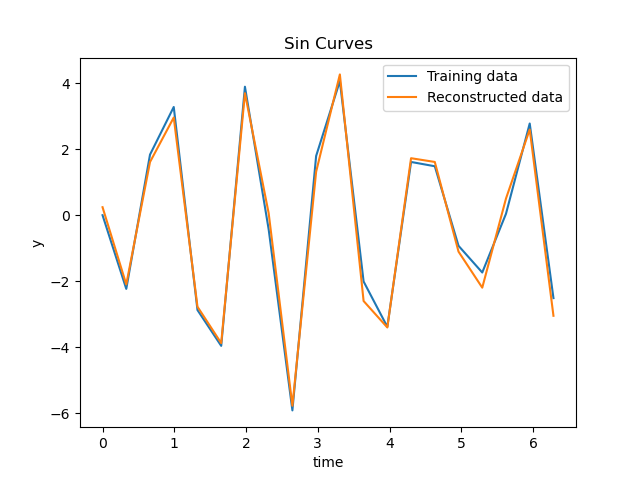 Sin Curves
Training data
Reconstructed data
4
2
0
−2
−4
−6
y
0 1 2 3 4 5 6
time